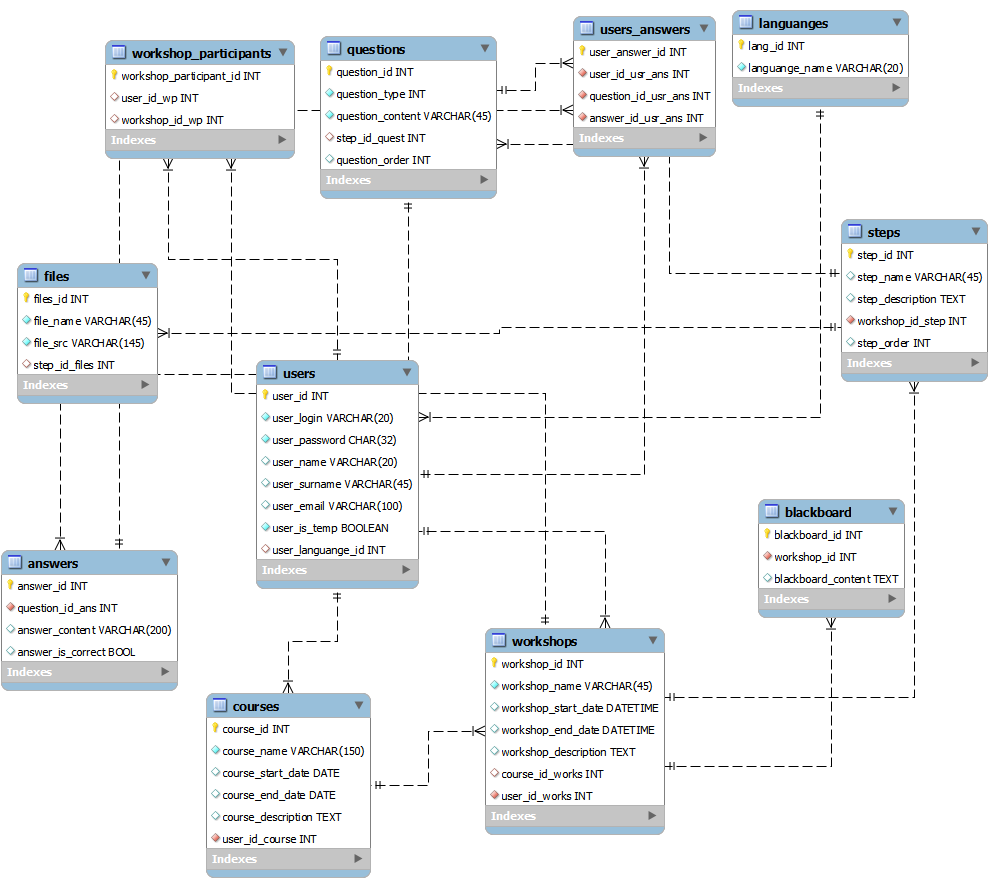 workshop_participants
workshop_participant_id INT
user_id_wp INT
workshop_id_wp INT
Indexes
questions
question_id INT
question_type INT
question_content VARCHAR(45)
step_id_quest INT
question_order INT
Indexes
users_answers
user_answer_id INT
user_id_usr_ans INT
question_id_usr_ans INT
answer_id_usr_ans INT
Indexes
languanges
lang_id INT
languange_name VARCHAR(20)
Indexes
steps
step_id INT
step_name VARCHAR(45)
step_description TEXT
workshop_id_step INT
step_order INT
Indexes
files
files_id INT
file_name VARCHAR(45)
file_src VARCHAR(145)
step_id_files INT
Indexes
users
user_id INT
user_login VARCHAR(20)
user_password CHAR(32)
user_name VARCHAR(20)
user_surname VARCHAR(45)
user_email VARCHAR(100)
user_is_temp BOOLEAN
user_languange_id INT
Indexes
blackboard
blackboard_id INT
workshop_id INT
blackboard_content TEXT
Indexes
answers
answer_id INT
question_id_ans INT
answer_content VARCHAR(200)
answer_is_correct BOOL
Indexes
workshops
workshop_id INT
workshop_name VARCHAR(45)
workshop_start_date DATETIME
workshop_end_date DATETIME
workshop_description TEXT
course_id_works INT
user_id_works INT
Indexes
courses
course_id INT
course_name VARCHAR(150)
course_start_date DATE
course_end_date DATE
course_description TEXT
user_id_course INT
Indexes